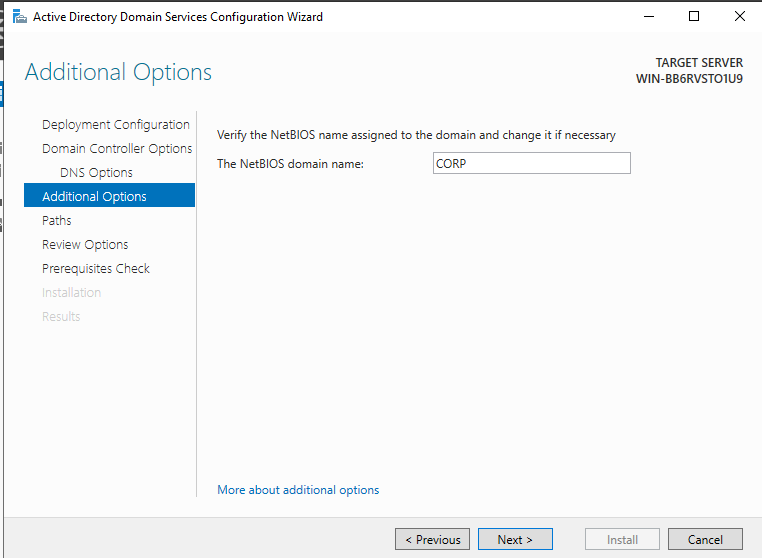 Active Directory Domain Services Configuration Wizard
Additional Options
TARGET SERVER
WIN-BB6RVSTO1U9
Deployment Configuration
Domain Controller Options
DNS Options
Additional Options
Paths
Review Options
Prerequisites Check
Installation
Results
Verify the NetBIOS name assigned to the domain and change it if necessary
The NetBIOS domain name: CORP
More about additional options
< Previous Next > Install Cancel